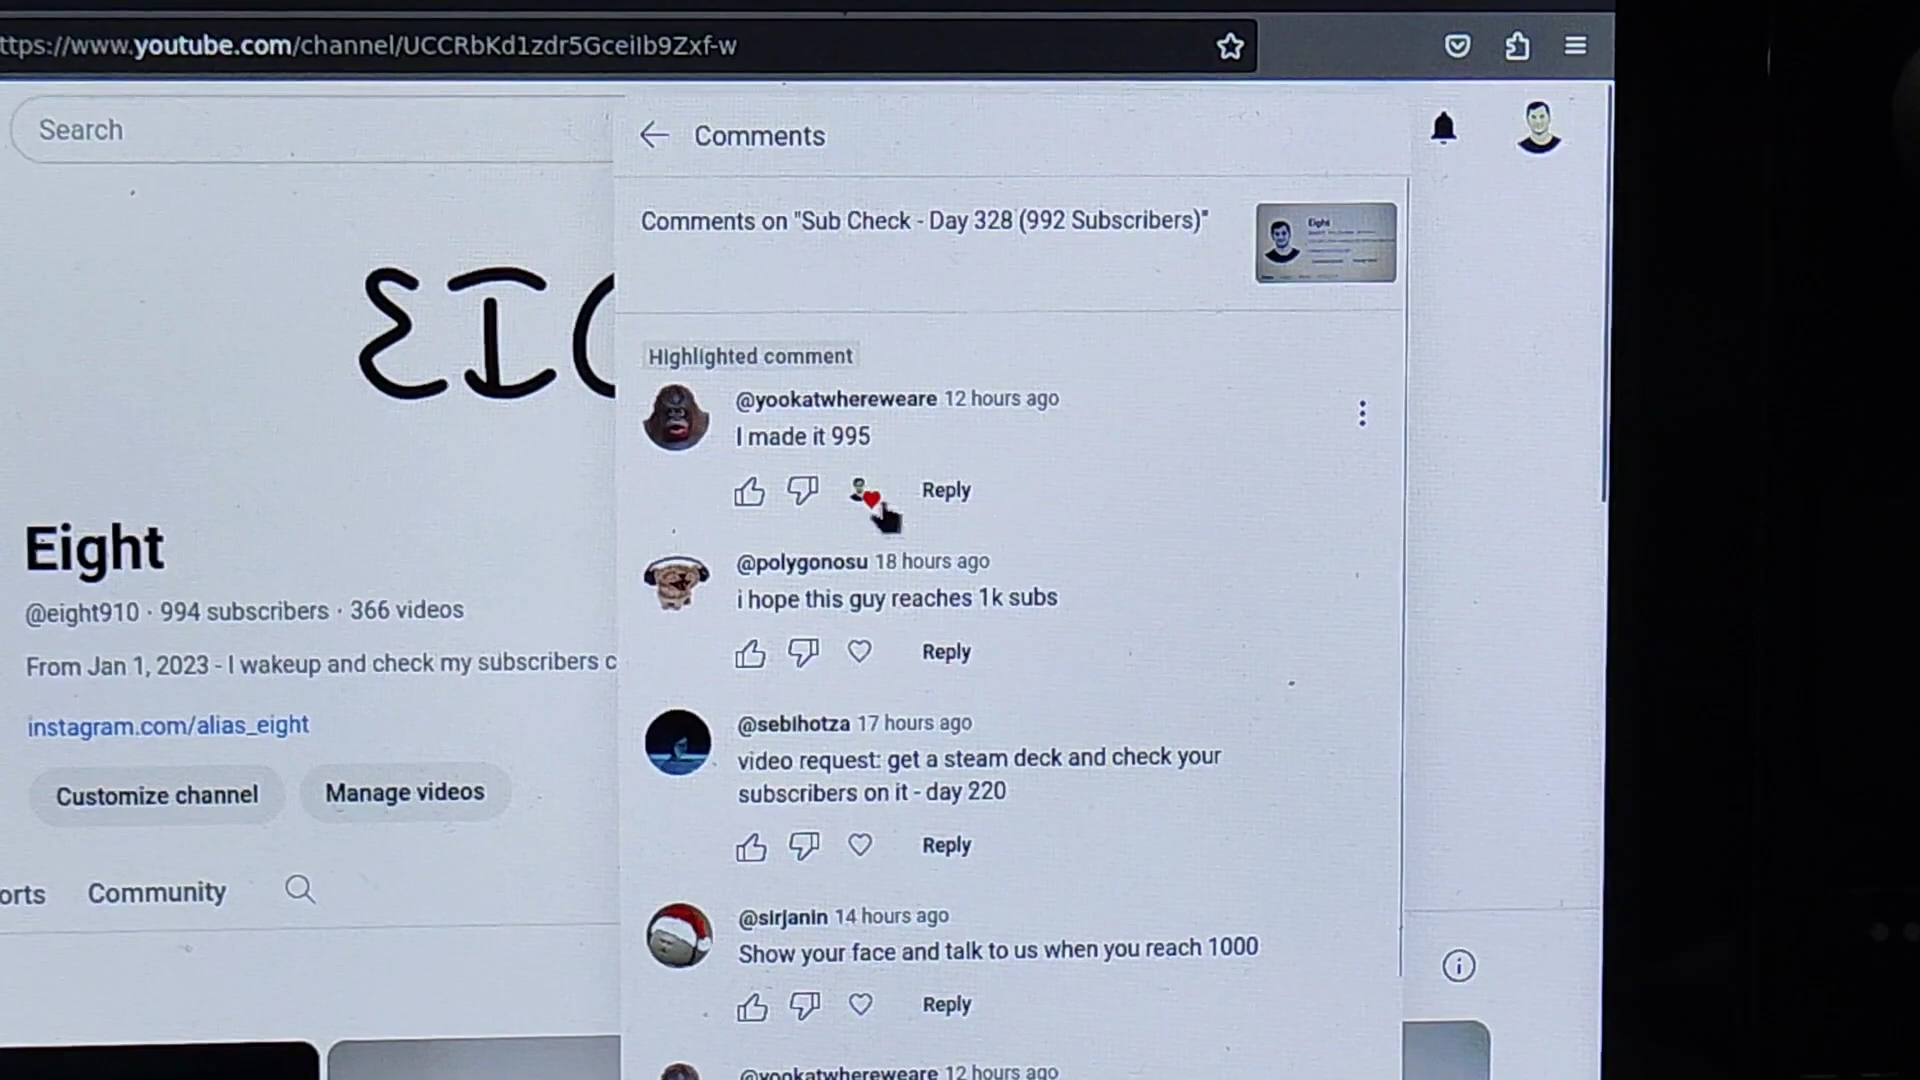 ttps://www.youtube.com/channel/UCCRbKd1zdr5GceiIb9Zxf-w
Search
Comments
Comments on "Sub Check - Day 328 (992 Subscribers)"
Eight
Highlighted comment
@yookatwhereweare 12 hours ago
I made it 995
Reply
@polygonosu 18 hours ago
i hope this guy reaches 1k subs
Reply
@seblhotza 17 hours ago
video request: get a steam deck and check your
subscribers on it - day 220
Reply
@sirjanin 14 hours ago
Show your face and talk to us when you reach 1000
Reply
@yookatwhereweare 12 hours ago
EIG
Eight
@eight910 · 994 subscribers · 366 videos
From Jan 1, 2023 - I wakeup and check my subscribers c
instagram.com/alias_eight
Customize channel
Manage videos
orts
Community